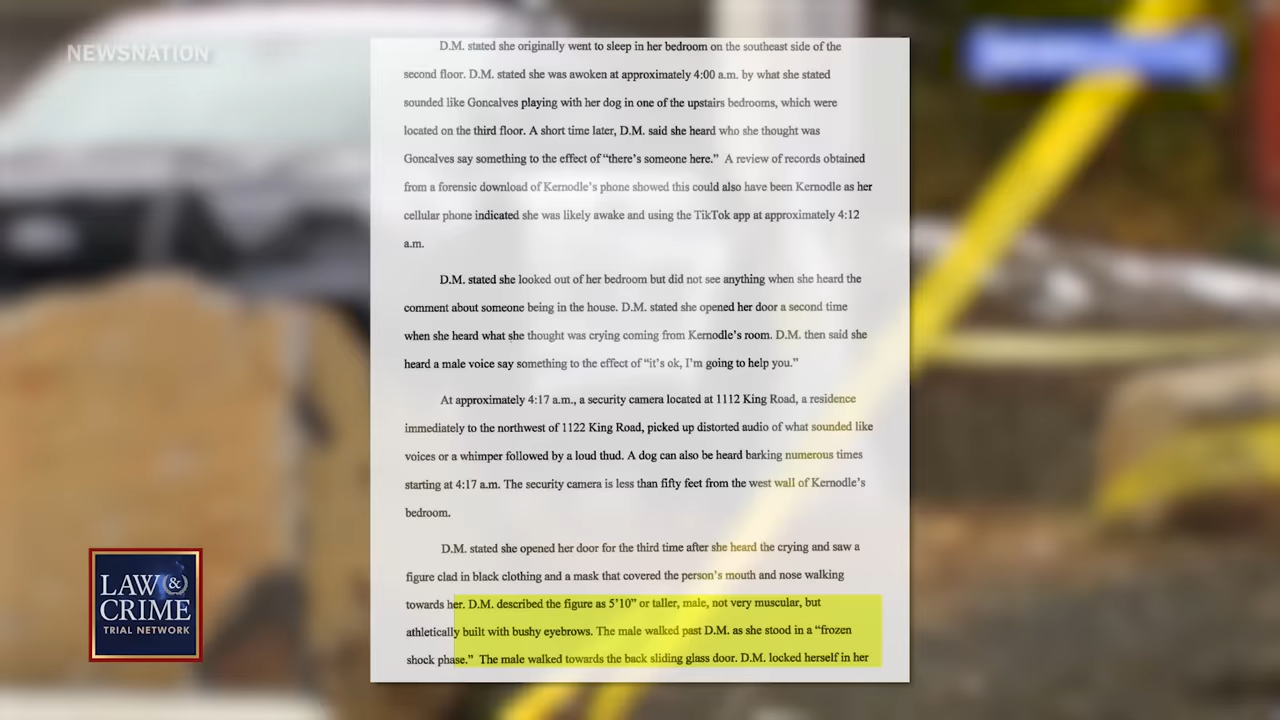 NEWSNATION
D.M. stated she originally went to sleep in her bedroom on the southeast side of the
second floor. D.M. stated she was awoken at approximately 4:00 a.m. by what she stated
sounded like Goncalves playing with her dog in one of the upstairs bedrooms, which were
located on the third floor. A short time later, D.M. said she heard who she thought was
Goncalves say something to the effect of “there’s someone here.” A review of records obtained
from a forensic download of Kernodle’s phone showed this could also have been Kernodle as her
cellular phone indicated she was likely awake and using the TikTok app at approximately 4:12
a.m.
D.M. stated she looked out of her bedroom but did not see anything when she heard the
comment about someone being in the house. D.M. stated she opened her door a second time
when she heard what she thought was crying coming from Kernodle’s room. D.M. then said she
heard a male voice say something to the effect of “it’s ok, I’m going to help you.”
At approximately 4:17 a.m., a security camera located at 1112 King Road, a residence
immediately to the northwest of 1122 King Road, picked up distorted audio of what sounded like
voices or a whimper followed by a loud thud. A dog can also be heard barking numerous times
starting at 4:17 a.m. The security camera is less than fifty feet from the west wall of Kernodle’s
bedroom.
D.M. stated she opened her door for the third time after she heard the crying and saw a
figure clad in black clothing and a mask that covered the person’s mouth and nose walking
towards her. D.M. described the figure as 5’10” or taller, male, not very muscular, but
athletically built with bushy eyebrows. The male walked past D.M. as she stood in a “frozen
shock phase.” The male walked towards the back sliding glass door. D.M. locked herself in her
LAW &
CRIME
TRIAL NETWORK